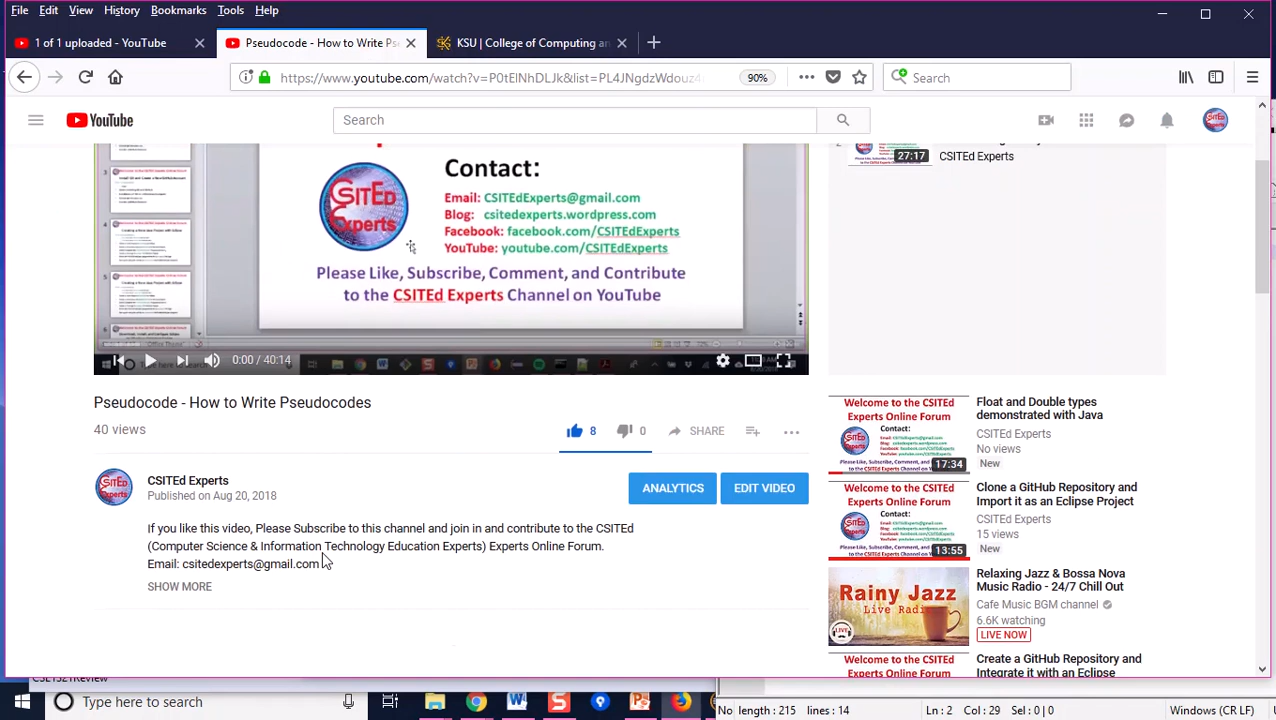 File Edit View History Bookmarks Tools Help
1 of 1 uploaded - YouTube
Pseudocode - How to Write Ps
KSU | College of Computing an
https://www.youtube.com/watch?v=P0tElNhDLJk&list=PL4JNgdzWdouz4
90%
Search
YouTube
Search
Contact:
Email: CSITEdExperts@gmail.com
Blog: csitedexperts.wordpress.com
Facebook: facebook.com/CSITEdExperts
YouTube: youtube.com/CSITEdExperts
Please Like, Subscribe, Comment, and Contribute
to the CSITEd Experts Channel on YouTube
CSITEd
Experts
0:00 / 40:14
27:17
CSITEd Experts
Pseudocode - How to Write Pseudocodes
40 views
8
0
SHARE
CSITEd Experts
Published on Aug 20, 2018
ANALYTICS
EDIT VIDEO
If you like this video, Please Subscribe to this channel and join in and contribute to the CSITEd
(Computer Science & Information Technology Education Experts) Experts Online Forum.
Email: csitedexperts@gmail.com
SHOW MORE
Welcome to the CSITEd
Experts Online Forum
Contact:
17:34
Float and Double types
demonstrated with Java
CSITEd Experts
No views
New
Welcome to the CSITEd
Experts Online Forum
Contact:
13:55
Clone a GitHub Repository and
Import it as an Eclipse Project
CSITEd Experts
15 views
New
Rainy Jazz
Live Radio
Relaxing Jazz & Bossa Nova
Music Radio - 24/7 Chill Out
Cafe Music BGM channel
6.6K watching
LIVE NOW
Welcome to the CSITEd
Experts Online Forum
Create a GitHub Repository and
Integrate it with an Eclipse
CSE1321Review
Type here to search
No length : 215 lines : 14
Ln : 2 Col : 29 Sel : 0 | 0
Windows (CR LF)